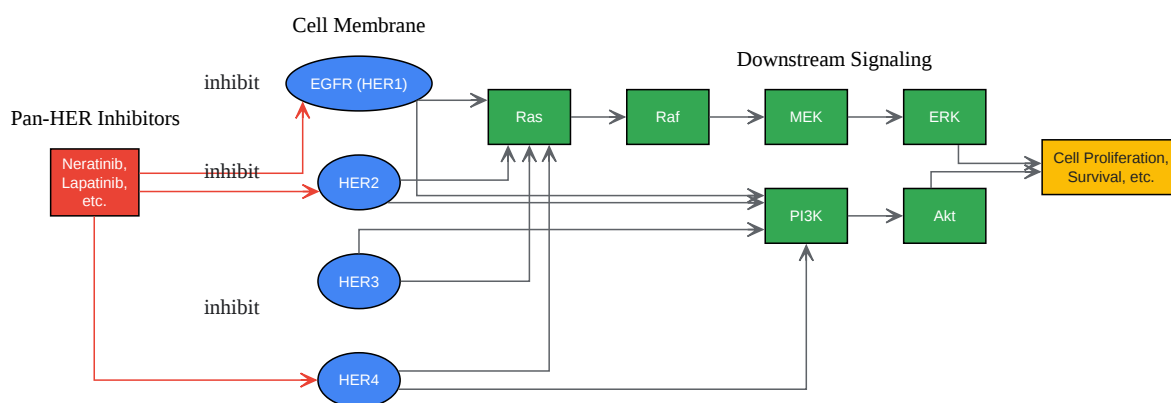 Cell Membrane
Downstream Signaling
inhibit
EGFR (HER1)
Pan-HER Inhibitors
Ras
Raf
MEK
ERK
Neratinib,
Lapatinib,
etc.
inhibit
HER2
Cell Proliferation,
Survival, etc.
PI3K
Akt
HER3
inhibit
HER4